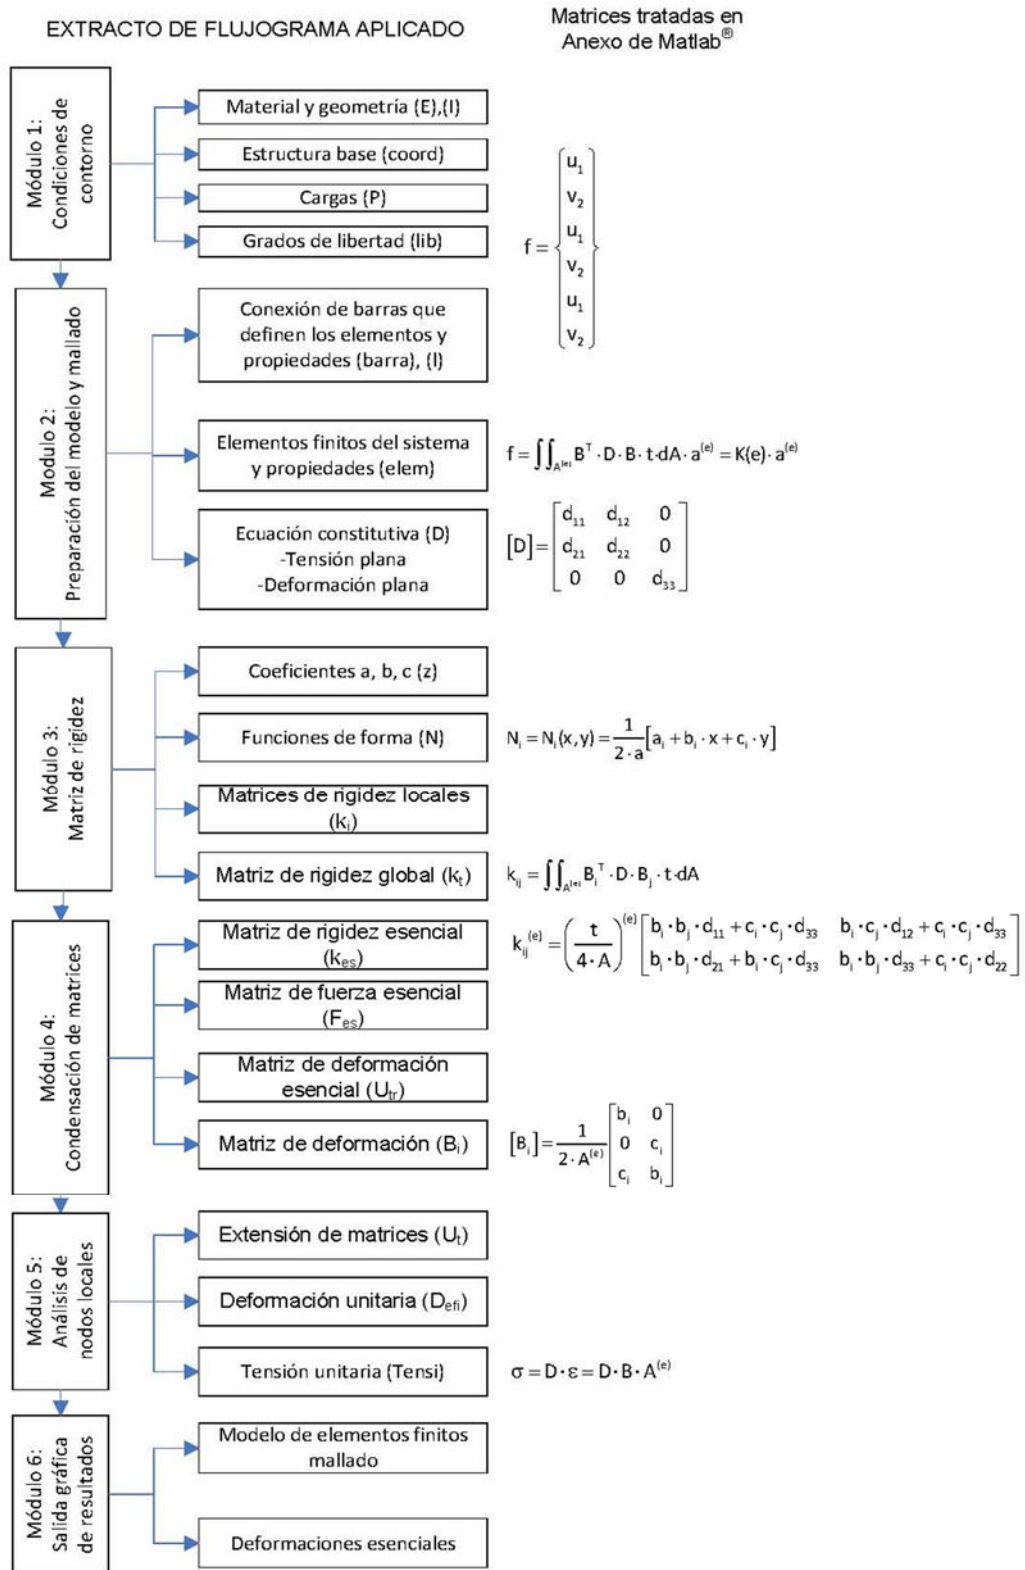 EXTRACTO DE FLUJOGRAMA APLICADO
Matrices tratadas en
Anexo de Matlab®
Módulo 1:
Condiciones de
contorno
Material y geometría (E),(I)
Estructura base (coord)
Cargas (P)
Grados de libertad (lib)
f = {u₁ v₂ u₁ v₂ u₁ v₂}
Modulo 2:
Preparación del modelo y mallado
Conexión de barras que
definen los elementos y
propiedades (barra), (I)
Elementos finitos del sistema
y propiedades (elem)
f = ∫∫_A⁽ᵉ⁾ Bᵀ · D · B · t·dA · a⁽ᵉ⁾ = K(e) · a⁽ᵉ⁾
Ecuación constitutiva (D)
-Tensión plana
-Deformación plana
[D] = [d₁₁ d₁₂ 0
d₂₁ d₂₂ 0
0 0 d₃₃]
Módulo 3:
Matriz de rigidez
Coeficientes a, b, c (z)
Funciones de forma (N)
Nᵢ = Nᵢ(x,y) = 1/(2·a) [aᵢ + bᵢ · x + cᵢ · y]
Matrices de rigidez locales
(kᵢ)
Matriz de rigidez global (kₜ)
kᵢⱼ = ∫∫_A⁽ᵉ⁾ Bᵢᵀ · D · Bⱼ · t·dA
Módulo 4:
Condensación de matrices
Matriz de rigidez esencial
(kₑₛ)
kᵢⱼ⁽ᵉ⁾ = (t/(4·A))⁽ᵉ⁾ [bᵢ·bⱼ·d₁₁ + cᵢ·cⱼ·d₃₃ bᵢ·cⱼ·d₁₂ + cᵢ·cⱼ·d₃₃
bᵢ·bⱼ·d₂₁ + bᵢ·cⱼ·d₃₃ bᵢ·bⱼ·d₃₃ + cᵢ·cⱼ·d₂₂]
Matriz de fuerza esencial
(Fₑₛ)
Matriz de deformación
esencial (Uₜᵣ)
Matriz de deformación (Bᵢ)
[Bᵢ] = 1/(2·A⁽ᵉ⁾) [bᵢ 0
0 cᵢ
cᵢ bᵢ]
Módulo 5:
Análisis de
nodos locales
Extensión de matrices (Uₜ)
Deformación unitaria (Dₑfᵢ)
Tensión unitaria (Tensi)
σ = D · ε = D · B · A⁽ᵉ⁾
Módulo 6:
Salida gráfica
de resultados
Modelo de elementos finitos
mallado
Deformaciones esenciales